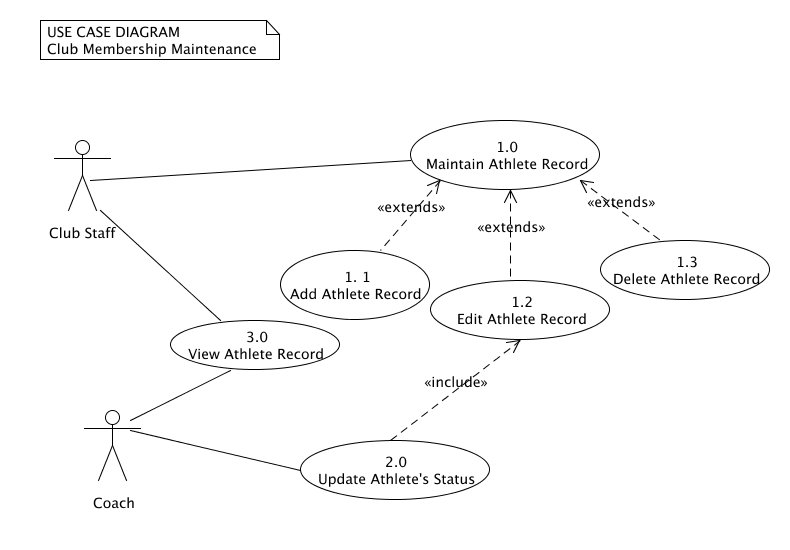 USE CASE DIAGRAM
Club Membership Maintenance
1.0
Maintain Athlete Record
Club Staff
«extends»
«extends»
«extends»
1. 1
Add Athlete Record
1.2
Edit Athlete Record
1.3
Delete Athlete Record
3.0
View Athlete Record
«include»
Coach
2.0
Update Athlete's Status